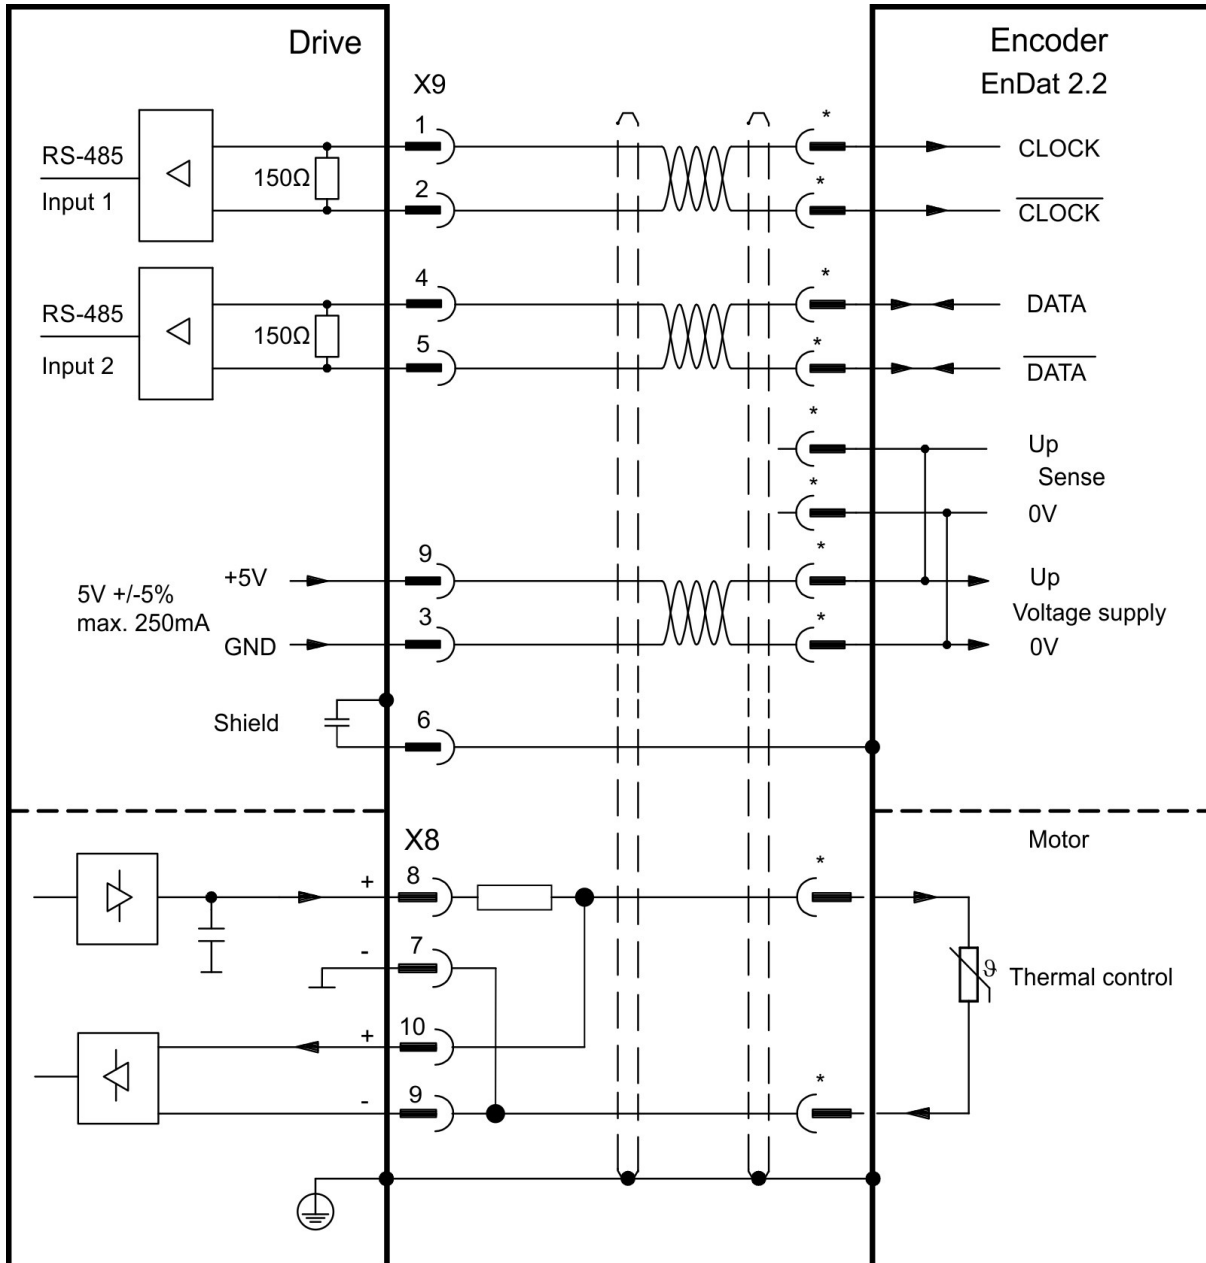 Drive
Encoder
EnDat 2.2
X9
1
*
RS-485
150Ω
CLOCK
Input 1
2
*
CLOCK
4
*
RS-485
150Ω
DATA
Input 2
5
*
DATA
*
Up
Sense
*
0V
9
*
+5V
Up
5V +/-5%
max. 250mA
Voltage supply
3
*
GND
0V
Shield
6
X8
Motor
+
8
*
-
7
ϑ
Thermal control
+
10
-
9
*